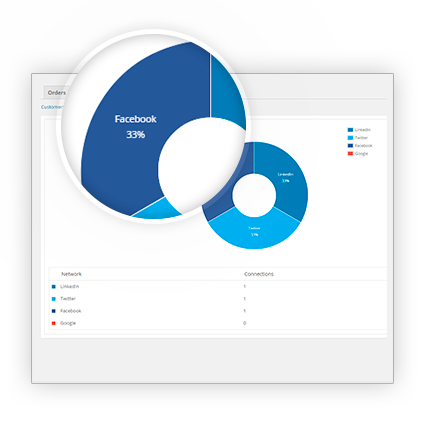 Orders
Customer
Facebook
33%
LinkedIn
Twitter
Facebook
Google
LinkedIn
33%
Twitter
33%
Network Connections
LinkedIn 1
Twitter 1
Facebook 1
Google 0